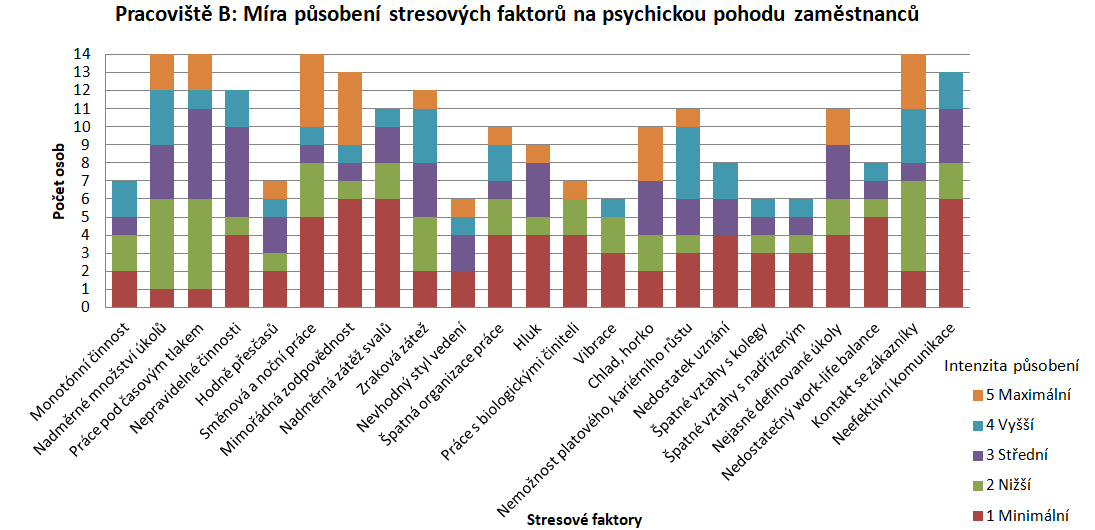 Pracoviště B: Míra působení stresových faktorů na psychickou pohodu zaměstnanců
Počet osob
14
13
12
11
10
9
8
7
6
5
4
3
2
1
0
Monotónní činnost
Nadměrné množství úkolů
Práce pod časovým tlakem
Nepravidelné činnosti
Hodně přesčasů
Směnová a noční práce
Mimořádná zodpovědnost
Nadměrná zátěž svalů
Zraková zátež
Nevhodný styl vedení
Špatná organizace práce
Hluk
Práce s biologickými činiteli
Vibrace
Chlad, horko
Nemožnost platového, kariérního růstu
Nedostatek uznání
Špatné vztahy s kolegy
Špatné vztahy s nadřízeným
Nejasně definované úkoly
Nedostatečný work-life balance
Kontakt se zákazníky
Neefektivní komunikace
Stresové faktory
Intenzita působení
5 Maximální
4 Vyšší
3 Střední
2 Nižší
1 Minimální